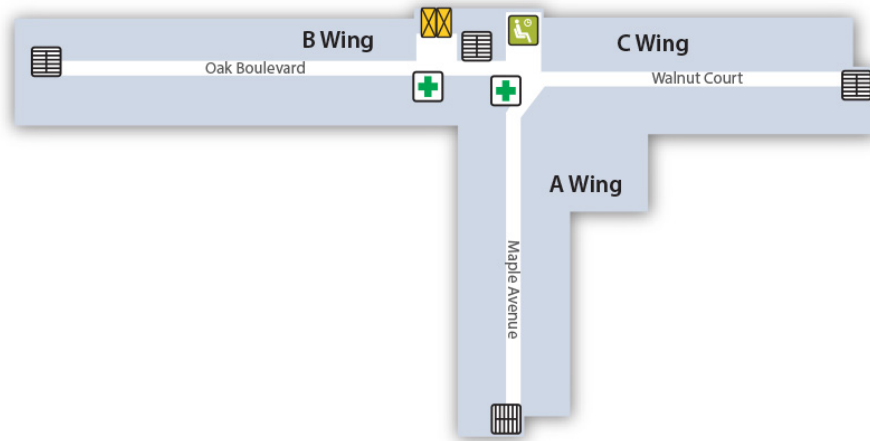 B Wing
C Wing
Oak Boulevard
Walnut Court
A Wing
Maple Avenue